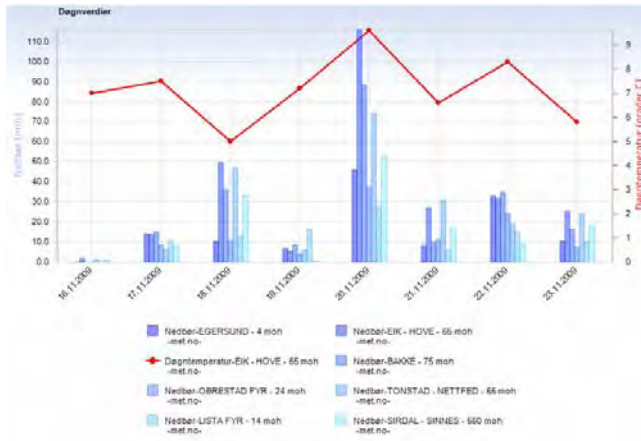 Døgnverdier
110.0
100.0
90.0
80.0
70.0
60.0
50.0
40.0
30.0
20.0
10.0
0.0
Nedbør (mm)
9
8
7
6
5
4
3
2
1
0
Døgntemperatur (grader C)
16.11.2009
17.11.2009
18.11.2009
19.11.2009
20.11.2009
21.11.2009
22.11.2009
23.11.2009
Nedbør-EGERSUND - 4 moh
-met.no-
Nedbør-EIK - HOVE - 65 moh
-met.no-
Døgntemperatur-EIK - HOVE - 65 moh
-met.no-
Nedbør-BAKKE - 75 moh
-met.no-
Nedbør-OBRESTAD FYR - 24 moh
-met.no-
Nedbør-TONSTAD - NETTFED - 55 moh
-met.no-
Nedbør-LISTA FYR - 14 moh
-met.no-
Nedbør-SIRDAL - SINNES - 560 moh
-met.no-